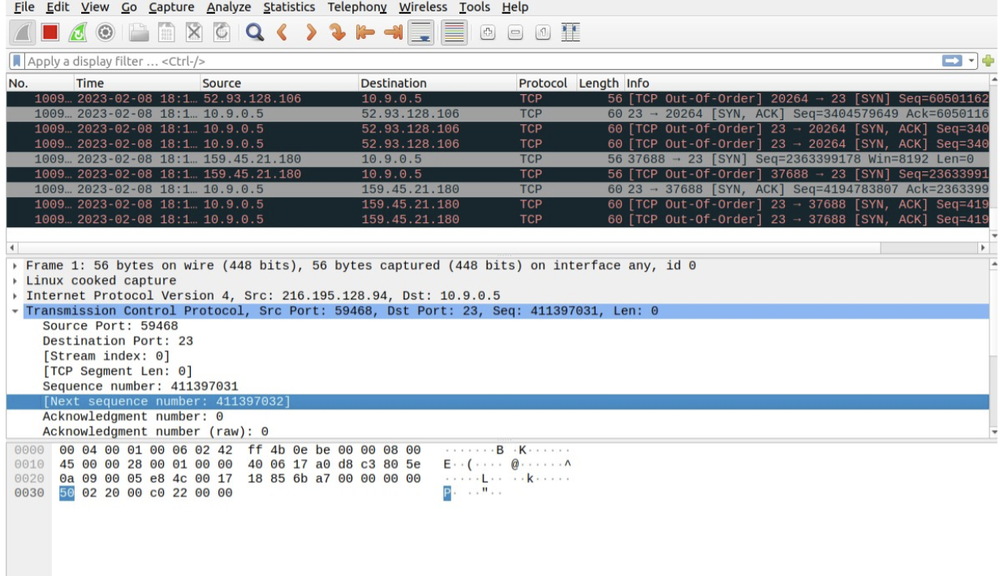 File Edit View Go Capture Analyze Statistics Telephony Wireless Tools Help
Apply a display filter … <Ctrl-/>
No. Time Source Destination Protocol Length Info
1009… 2023-02-08 18:1… 52.93.128.106 10.9.0.5 TCP 56 [TCP Out-Of-Order] 20264 → 23 [SYN] Seq=60501162
1009… 2023-02-08 18:1… 10.9.0.5 52.93.128.106 TCP 60 23 → 20264 [SYN, ACK] Seq=3404579649 Ack=6050116
1009… 2023-02-08 18:1… 10.9.0.5 52.93.128.106 TCP 60 [TCP Out-Of-Order] 23 → 20264 [SYN, ACK] Seq=340
1009… 2023-02-08 18:1… 10.9.0.5 52.93.128.106 TCP 60 [TCP Out-Of-Order] 23 → 20264 [SYN, ACK] Seq=340
1009… 2023-02-08 18:1… 159.45.21.180 10.9.0.5 TCP 56 37688 → 23 [SYN] Seq=2363399178 Win=8192 Len=0
1009… 2023-02-08 18:1… 159.45.21.180 10.9.0.5 TCP 56 [TCP Out-Of-Order] 37688 → 23 [SYN] Seq=23633991
1009… 2023-02-08 18:1… 10.9.0.5 159.45.21.180 TCP 60 23 → 37688 [SYN, ACK] Seq=4194783807 Ack=2363399
1009… 2023-02-08 18:1… 10.9.0.5 159.45.21.180 TCP 60 [TCP Out-Of-Order] 23 → 37688 [SYN, ACK] Seq=419
1009… 2023-02-08 18:1… 10.9.0.5 159.45.21.180 TCP 60 [TCP Out-Of-Order] 23 → 37688 [SYN, ACK] Seq=419
Frame 1: 56 bytes on wire (448 bits), 56 bytes captured (448 bits) on interface any, id 0
Linux cooked capture
Internet Protocol Version 4, Src: 216.195.128.94, Dst: 10.9.0.5
Transmission Control Protocol, Src Port: 59468, Dst Port: 23, Seq: 411397031, Len: 0
Source Port: 59468
Destination Port: 23
[Stream index: 0]
[TCP Segment Len: 0]
Sequence number: 411397031
[Next sequence number: 411397032]
Acknowledgment number: 0
Acknowledgment number (raw): 0
0000 00 04 00 01 00 06 02 42 ff 4b 0e be 00 00 08 00 ·······B ·K······
0010 45 00 00 28 00 01 00 00 40 06 17 a0 d8 c3 80 5e E··(···· @······^
0020 0a 09 00 05 e8 4c 00 17 18 85 6b a7 00 00 00 00 ·····L·· ··k·····
0030 50 02 20 00 c0 22 00 00 P· ··"··